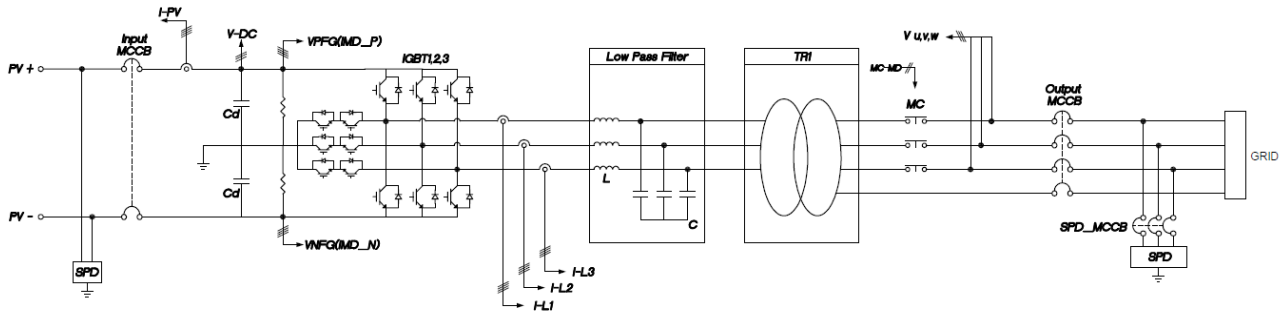 I-PV
Input
MCCB
V-DC
VPFG(IMD_P)
IGBT1,2,3
Low Pass Filter
TR1
V u,v,w
MC-MD
MC
Output
MCCB
PV +
Cd
Cd
L
C
GRID
PV -
VNFG(IMD_N)
SPD
I-L3
I-L2
I-L1
SPD_MCCB
SPD